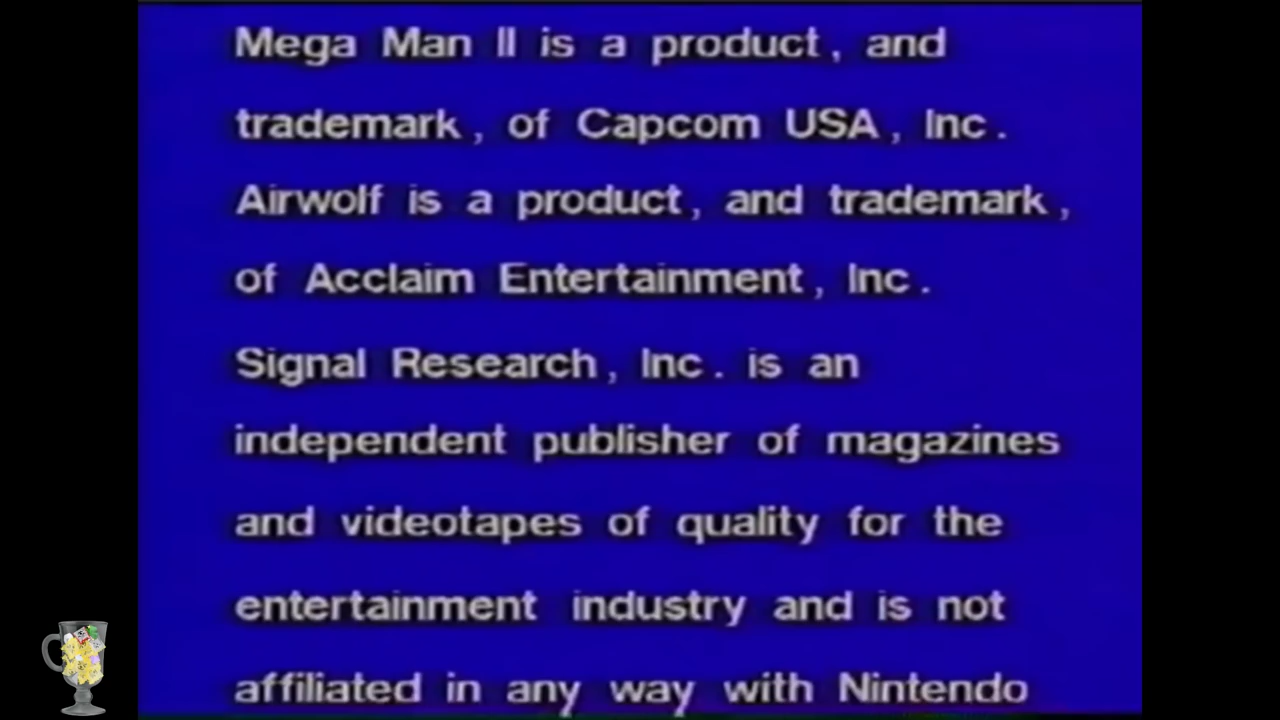 Mega Man II is a product, and
trademark, of Capcom USA, Inc.
Airwolf is a product, and trademark,
of Acclaim Entertainment, Inc.
Signal Research, Inc. is an
independent publisher of magazines
and videotapes of quality for the
entertainment industry and is not
affiliated in any way with Nintendo